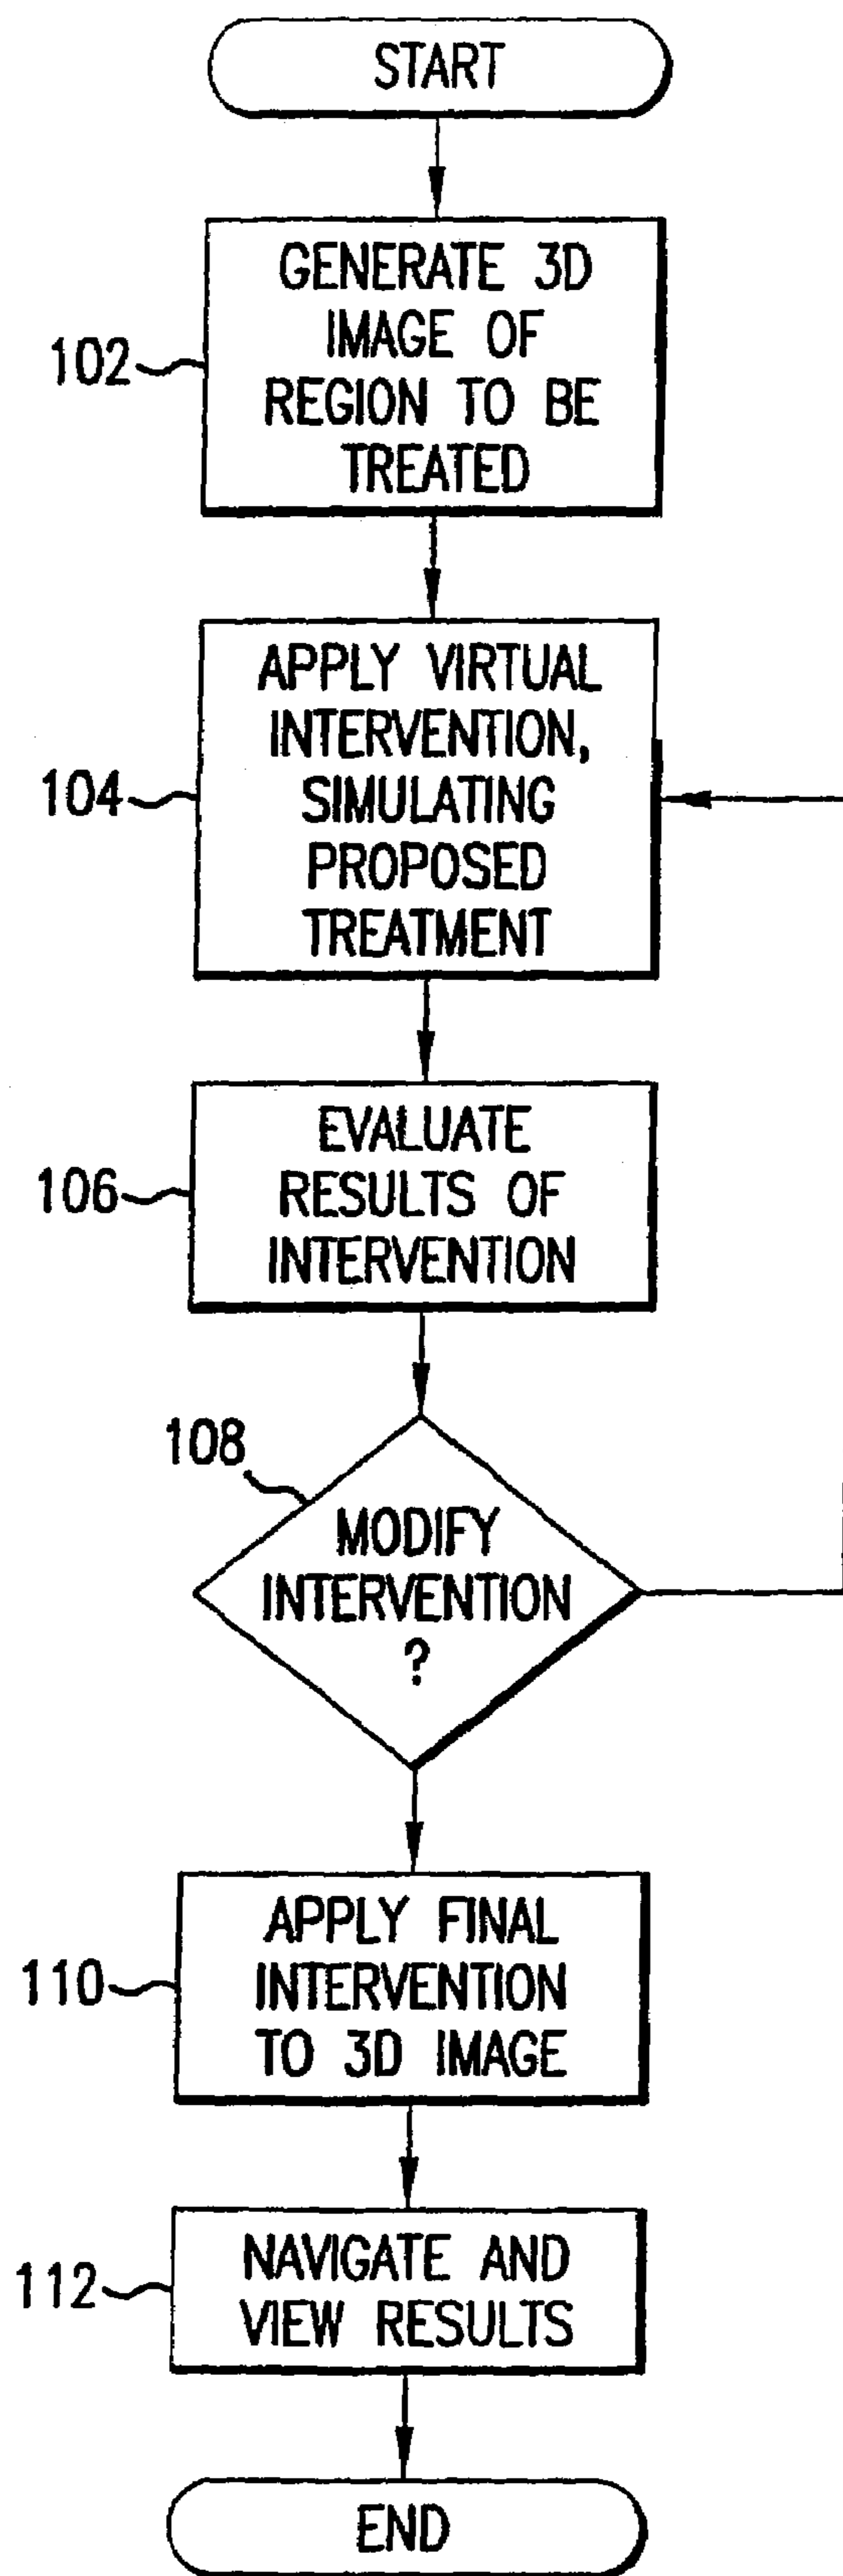 START
GENERATE 3D
IMAGE OF
REGION TO BE
TREATED
102
APPLY VIRTUAL
INTERVENTION,
SIMULATING
PROPOSED
TREATMENT
104
EVALUATE
RESULTS OF
INTERVENTION
106
108
MODIFY
INTERVENTION
?
APPLY FINAL
INTERVENTION
TO 3D IMAGE
110
NAVIGATE AND
VIEW RESULTS
112
END